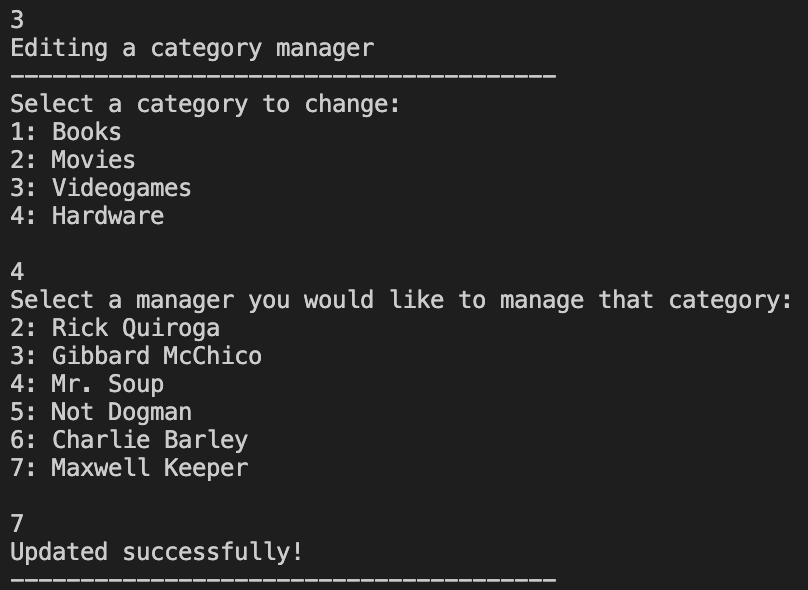 3
Editing a category manager
---------------------------------------
Select a category to change:
1: Books
2: Movies
3: Videogames
4: Hardware

4
Select a manager you would like to manage that category:
2: Rick Quiroga
3: Gibbard McChico
4: Mr. Soup
5: Not Dogman
6: Charlie Barley
7: Maxwell Keeper

7
Updated successfully!
---------------------------------------